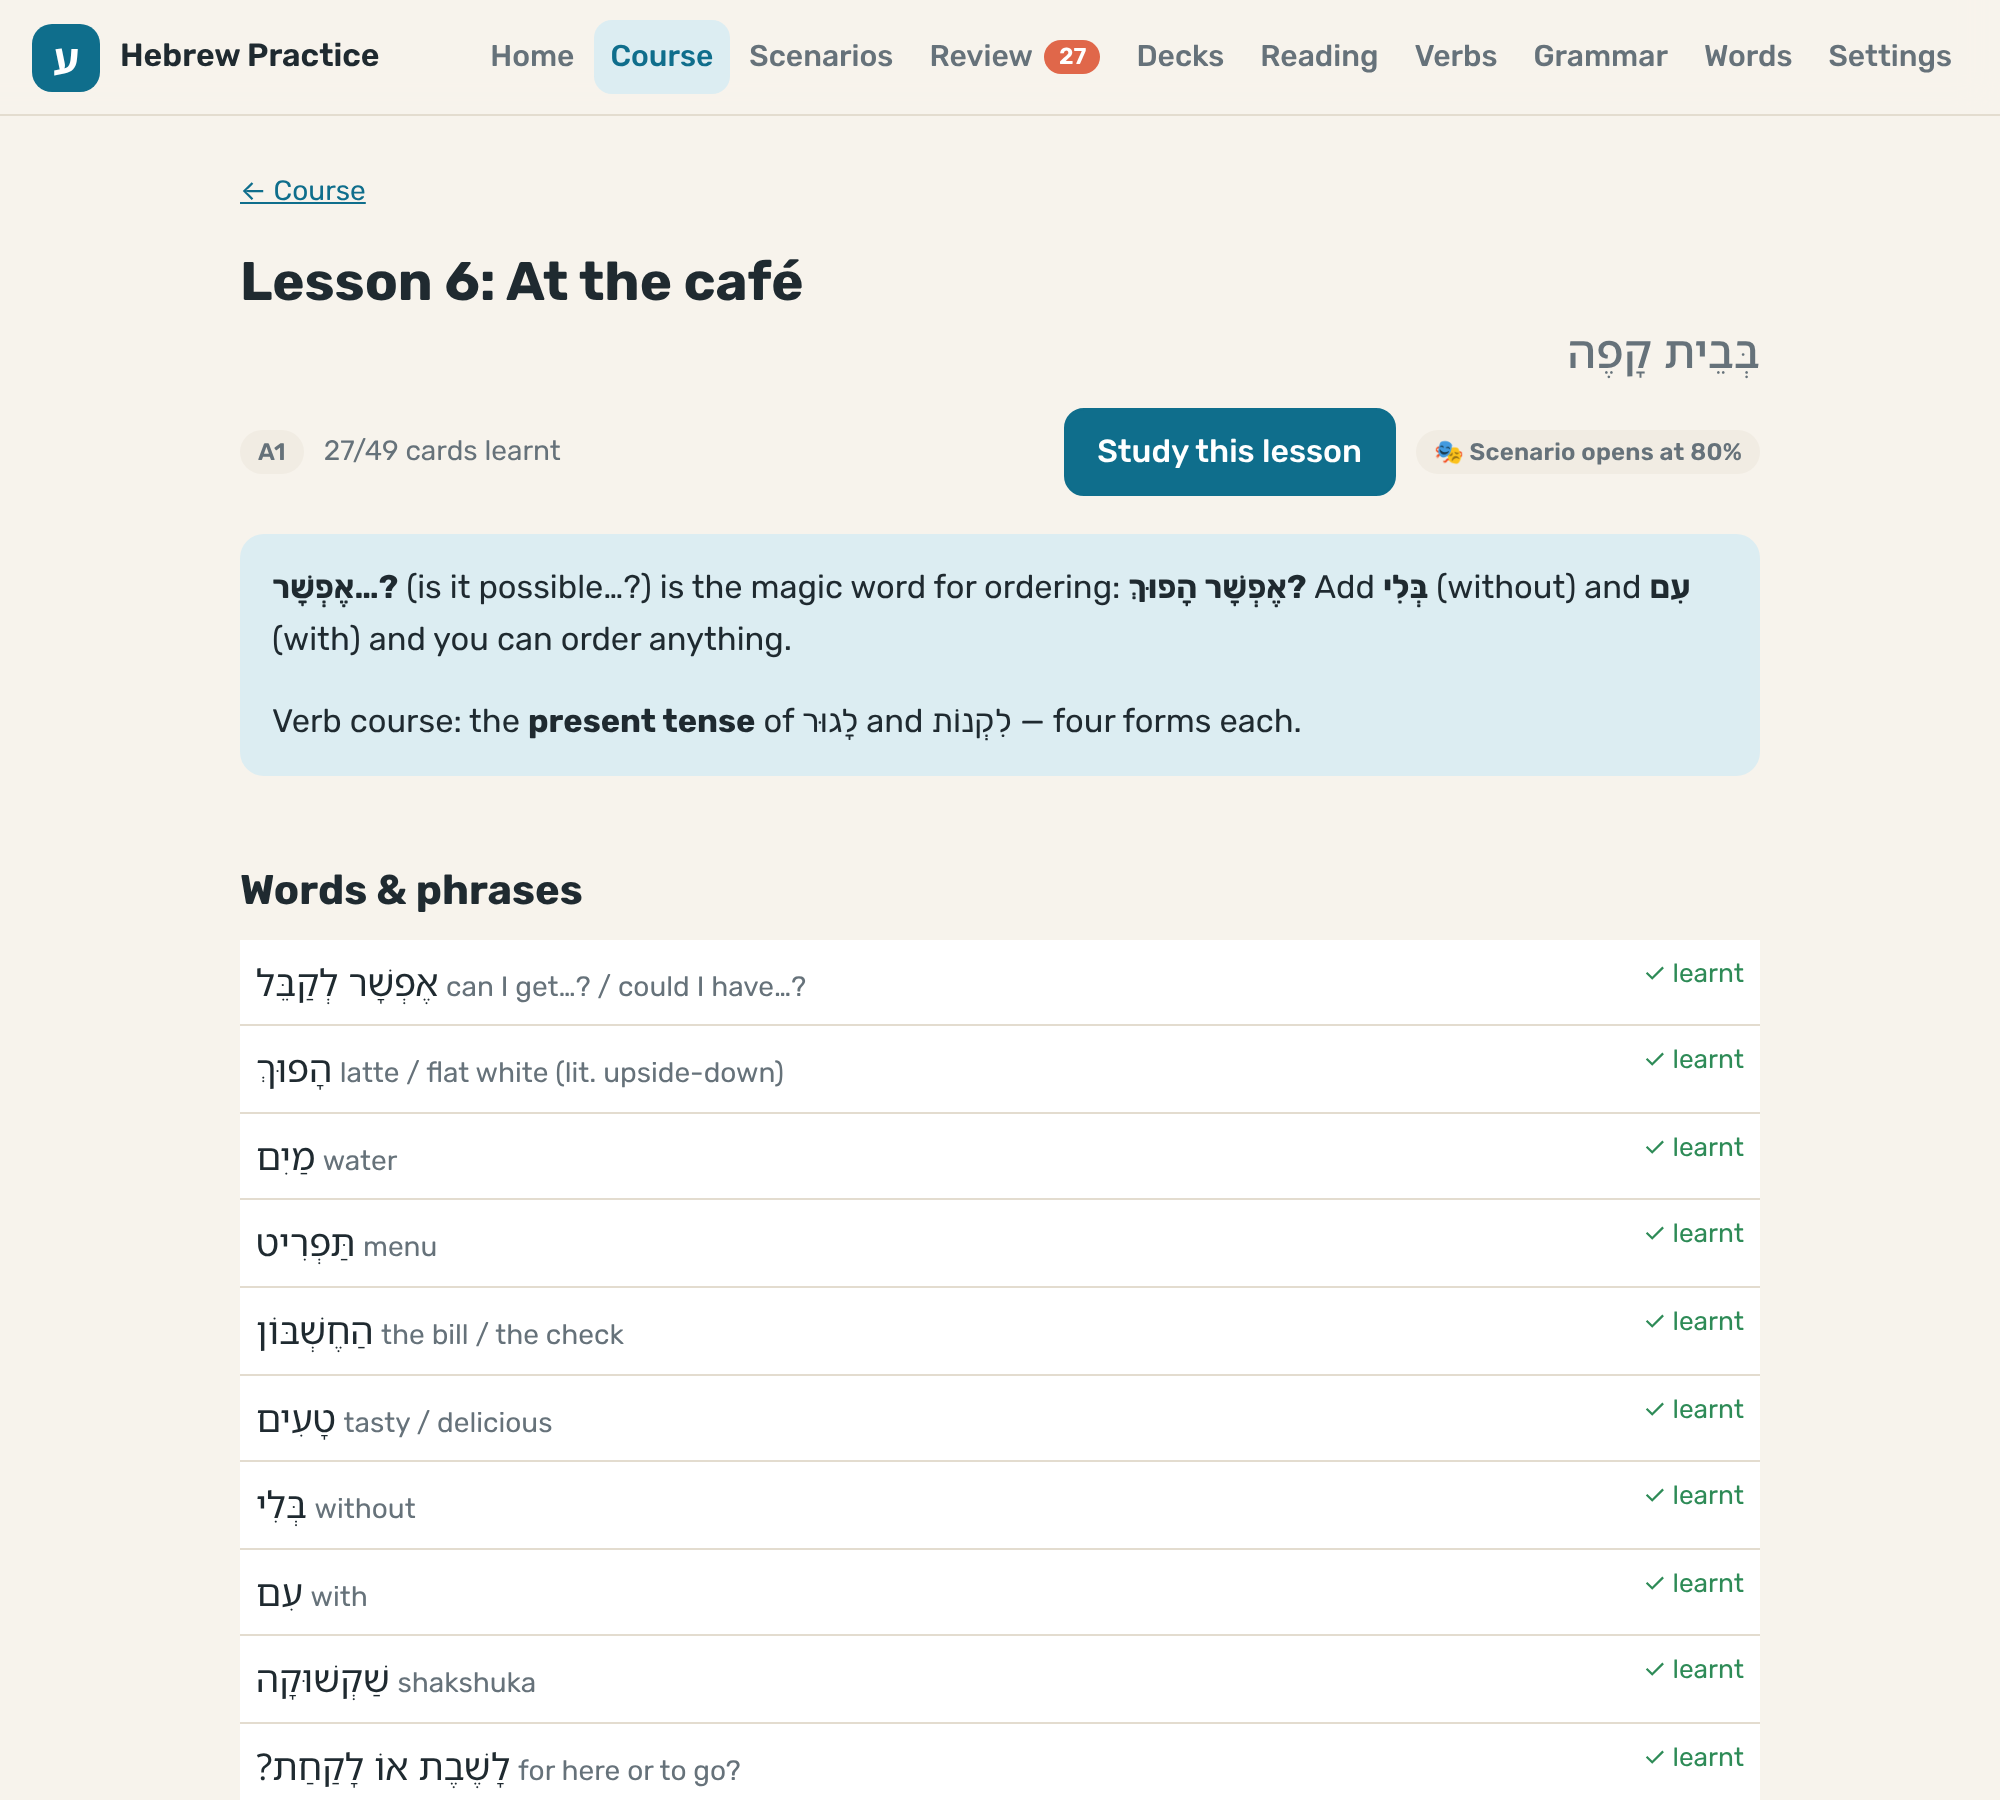 ע Hebrew Practice Home Course Scenarios Review 27 Decks Reading Verbs Grammar Words Settings
← Course
Lesson 6: At the café
בְּבֵית קָפֶה
A1 27/49 cards learnt Study this lesson 🎭 Scenario opens at 80%
אֶפְשָׁר…? (is it possible…?) is the magic word for ordering: אֶפְשָׁר הָפוּךְ? Add בְּלִי (without) and עִם
(with) and you can order anything.
Verb course: the present tense of לָגוּר and לִקְנוֹת — four forms each.
Words & phrases
אֶפְשָׁר לְקַבֵּל can I get…? / could I have…? ✓ learnt
הָפוּךְ latte / flat white (lit. upside-down) ✓ learnt
מַיִם water ✓ learnt
תַּפְרִיט menu ✓ learnt
הַחֶשְׁבּוֹן the bill / the check ✓ learnt
טָעִים tasty / delicious ✓ learnt
בְּלִי without ✓ learnt
עִם with ✓ learnt
שַׁקְשׁוּקָה shakshuka ✓ learnt
לָשֶׁבֶת אוֹ לָקַחַת? for here or to go? ✓ learnt